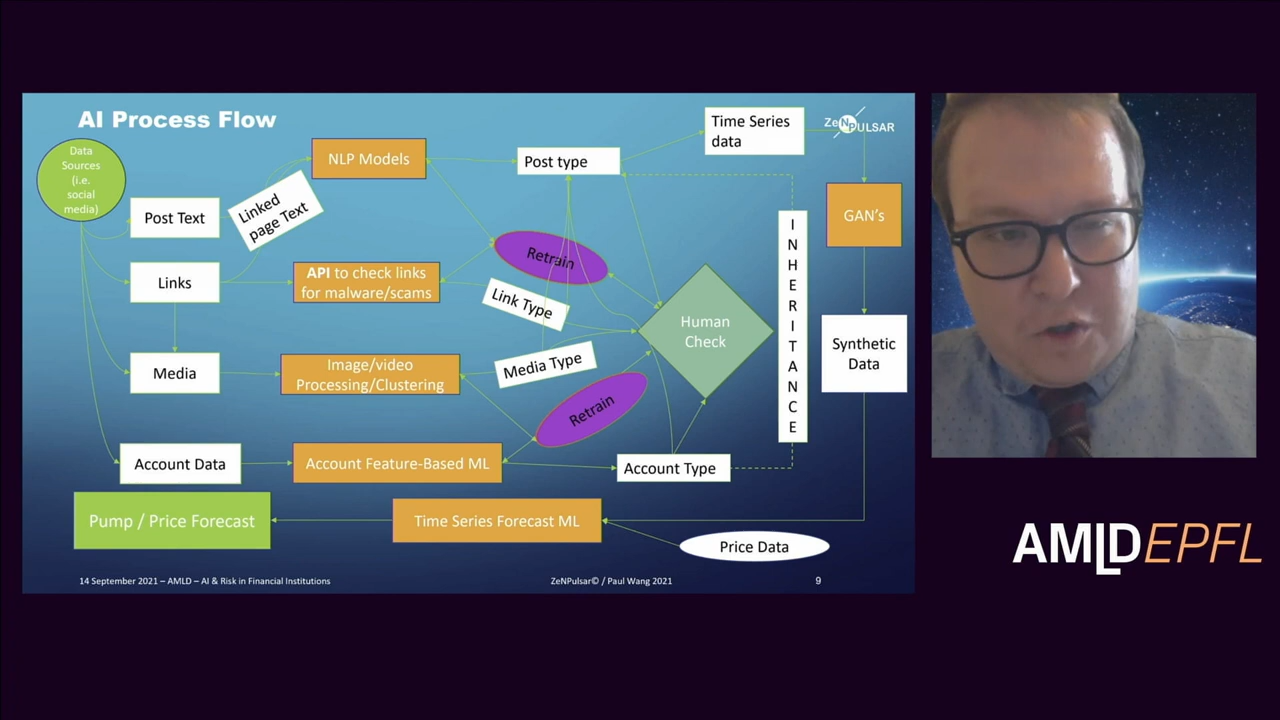 AI Process Flow
Data
Sources
(i.e.
social
media)
Post Text
Links
Media
Account Data
Linked
page Text
NLP Models
API to check links
for malware/scams
Image/video
Processing/Clustering
Account Feature-Based ML
Post type
Retrain
Link Type
Media Type
Retrain
Account Type
Human
Check
Time Series
data
ZeNPULSAR
I
N
H
E
R
I
T
A
N
C
E
GAN's
Synthetic
Data
Pump / Price Forecast
Time Series Forecast ML
Price Data
14 September 2021 – AMLD – AI & Risk in Financial Institutions
ZeNPulsar© / Paul Wang 2021
9
AMLDEPFL